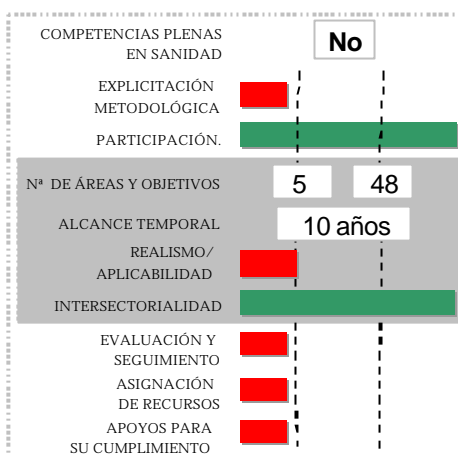 COMPETENCIAS PLENAS
EN SANIDAD
No
EXPLICITACIÓN
METODOLÓGICA
PARTICIPACIÓN.
Nª DE ÁREAS Y OBJETIVOS
5
48
ALCANCE TEMPORAL
10 años
REALISMO/
APLICABILIDAD
INTERSECTORIALIDAD
EVALUACIÓN Y
SEGUIMIENTO
ASIGNACIÓN
DE RECURSOS
APOYOS PARA
SU CUMPLIMIENTO